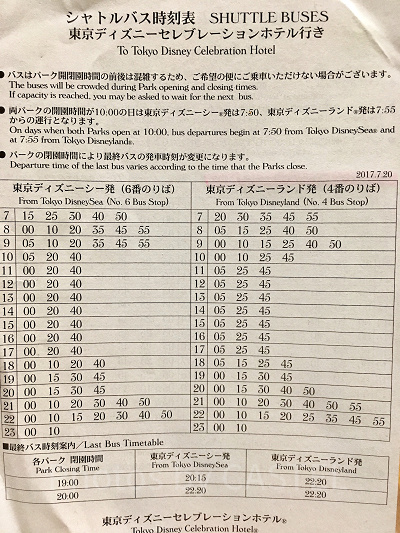 シャトルバス時刻表 SHUTTLE BUSES
東京ディズニーセレブレーションホテル行き
To Tokyo Disney Celebration Hotel
●バスはパーク開閉園時間の前後は混雑するため、ご希望の便にご乗車いただけない場合がございます。
The buses will be crowded during Park opening and closing times.
If capacity is reached, you may be asked to wait for the next bus.
●両パークの開園時間が10:00の日は東京ディズニーシー®発は7:50、東京ディズニーランド®発は7:55
からの運行となります。
On days when both Parks open at 10:00, bus departures begin at 7:50 from Tokyo DisneySea® and
at 7:55 from Tokyo Disneyland®.
●パークの閉園時間により最終バスの発車時刻が変更になります。
Departure time of the last bus varies according to the time that the Parks close.
2017.7.20
東京ディズニーシー発 (6番のりば)
From Tokyo DisneySea (No. 6 Bus Stop)
7 15 25 30 40 50
8 00 10 20 35 45 55
9 05 10 20 35 45 55
10 05 20 40
11 00 20 40
12 00 20 40
13 00 20 40
14 00 20 40
15 00 20 40
16 00 20 40
17 00 20 40
18 00 10 20 40
19 00 15 30 45
20 00 15 30 45
21 00 10 20 30 40 50
22 00 10 15 20 30 40 50
23 00 10
東京ディズニーランド発 (4番のりば)
From Tokyo Disneyland (No. 4 Bus Stop)
7 20 30 35 45 55
8 05 15 25 40 50
9 00 10 15 25 40 50
10 00 10 25 45
11 05 25 45
12 05 25 45
13 05 25 45
14 05 25 45
15 05 25 45
16 05 25 45
17 05 25 45
18 05 15 25 45
19 00 15 30 45
20 00 15 30 40 50
21 00 10 20 30 40 50 55
22 00 10 15 20 25 35 45 55
23 00 10
■最終バス時刻案内／Last Bus Timetable
各パーク 閉園時間
Park Closing Time
東京ディズニーシー発
From Tokyo DisneySea
東京ディズニーランド発
From Tokyo Disneyland
19:00 20:15 22:20
20:00 22:20 22:20
東京ディズニーセレブレーションホテル®
Tokyo Disney Celebration Hotel®